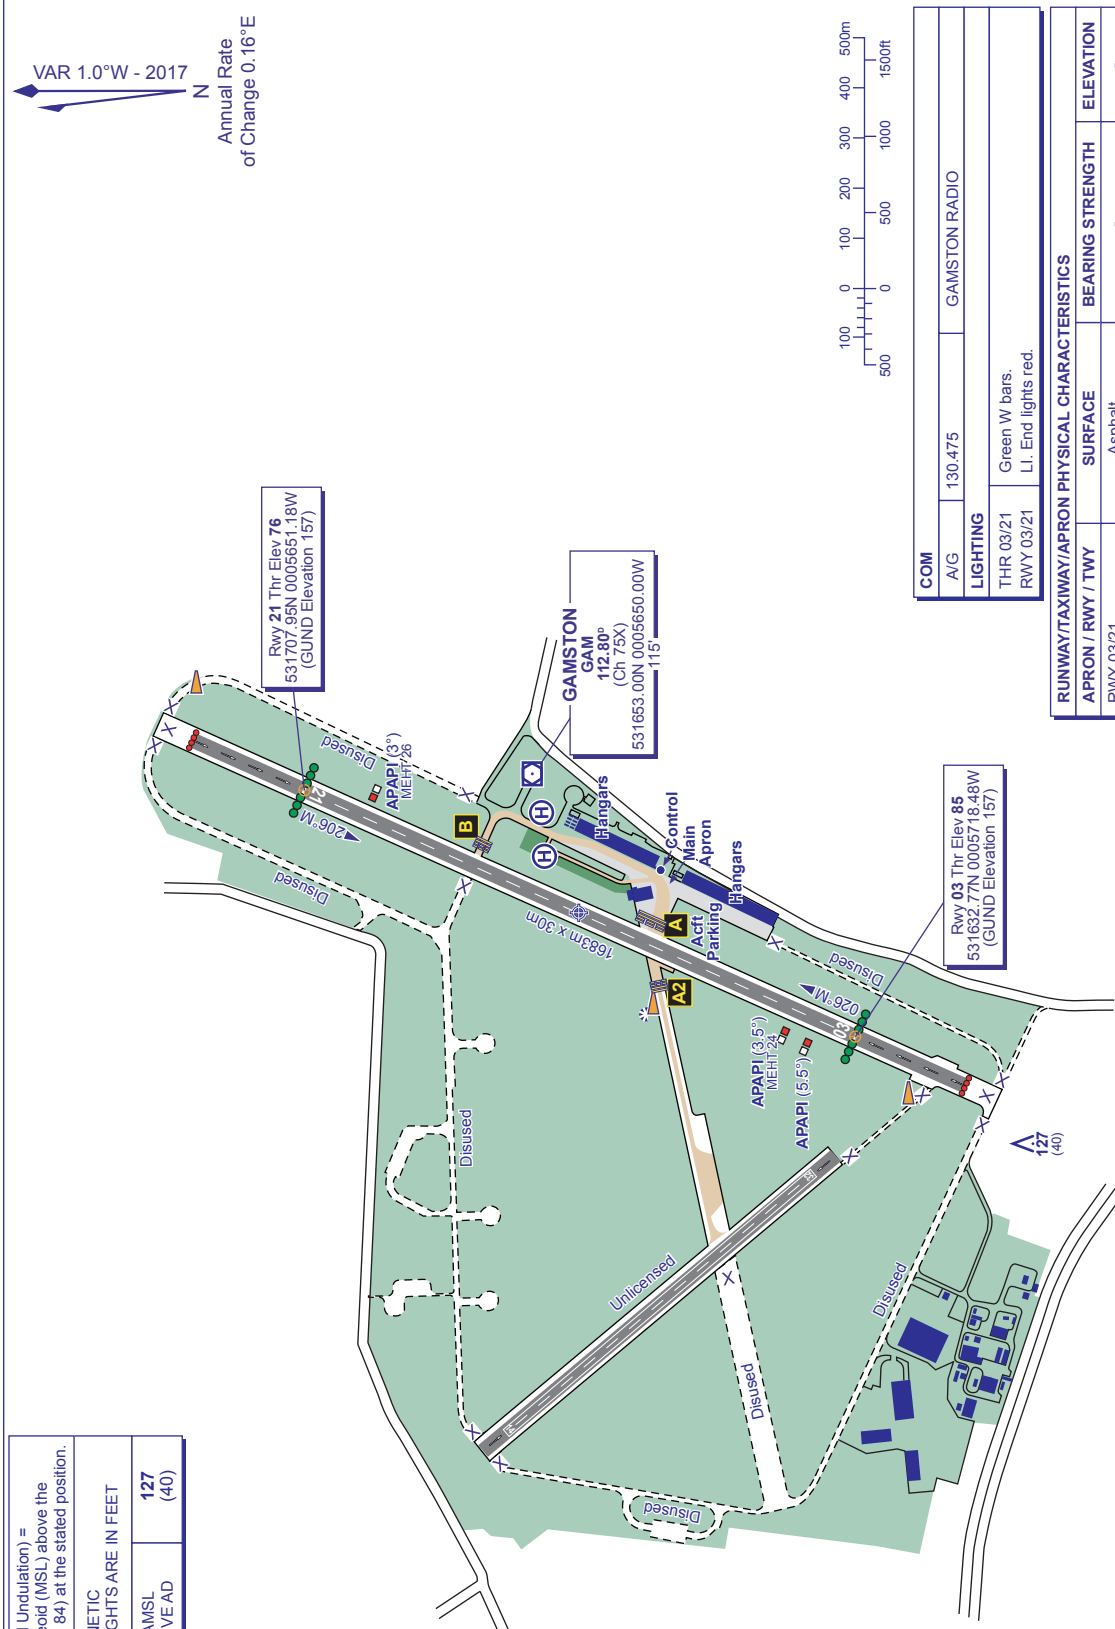 VAR 1.0°W - 2017
N
Annual Rate
of Change 0.16°E
500m
400
300
200
100
0
100
1500ft
1000
500
0
500
COM
A/G 130.475 GAMSTON RADIO
LIGHTING
THR 03/21 Green W bars.
RWY 03/21 LI. End lights red.
RUNWAY/TAXIWAY/APRON PHYSICAL CHARACTERISTICS
APRON / RWY / TWY SURFACE BEARING STRENGTH ELEVATION
RWY 03/21 Asphalt
Rwy 21 Thr Elev 76
531707.95N 0005651.18W
(GUND Elevation 157)
GAMSTON
GAM
112.80º
(Ch 75X)
531653.00N 0005650.00W
115'
Rwy 03 Thr Elev 85
531632.77N 0005718.48W
(GUND Elevation 157)
Disused
APAPI (3°)
MEHT 26
21
206°M
B
H
H
Hangars
Control
Main
Apron
Hangars
A
Acft
Parking
A2
1683m x 30m
Disused
Disused
026°M
03
APAPI (3.5°)
MEHT 24
APAPI (5.5°)
Disused
Unlicensed
Disused
Disused
Disused
127
(40)
Undulation) =
eoid (MSL) above the
84) at the stated position.
NETIC
GHTS ARE IN FEET
AMSL 127
VE AD (40)